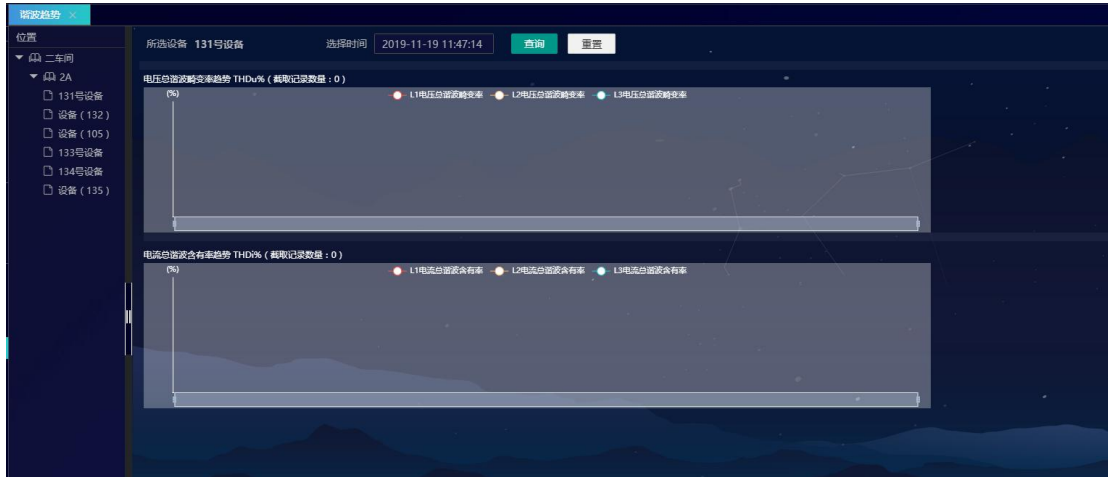 谐波趋势 ×
位置
二车间
2A
131号设备
设备（132）
设备（105）
133号设备
134号设备
设备（135）
所选设备 131号设备 选择时间 2019-11-19 11:47:14 查询 重置
电压总谐波畸变率趋势 THDu%（截取记录数量：0）
(%) L1电压总谐波畸变率 L2电压总谐波畸变率 L3电压总谐波畸变率
电流总谐波含有率趋势 THDi%（截取记录数量：0）
(%) L1电流总谐波含有率 L2电流总谐波含有率 L3电流总谐波含有率